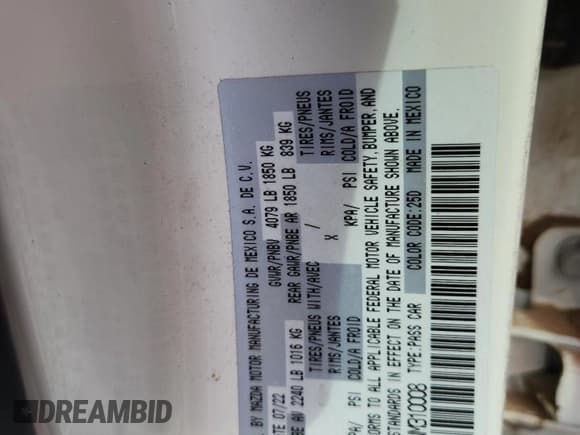 . BY MAZDA MOTOR MANUFACTURING DE MEXICO S.A. DE C.V.
TE 07/22 GVWR/PNBV 4079 LB 1850 KG
BE AV 2240 LB 1016 KG REAR GAWR/PNBE AR 1850 LB 839 KG
TIRES/PNEUS WITH/AVEC / TIRES/PNEUS
RIMS/JANTES X RIMS/JANTES
KPA/ PSI COLD/A FROID KPA/ PSI COLD/A FROID
FORMS TO ALL APPLICABLE FEDERAL MOTOR VEHICLE SAFETY, BUMPER, AND
STANDARDS IN EFFECT ON THE DATE OF MANUFACTURE SHOWN ABOVE.
M310008 TYPE:PASS CAR COLOR CODE:25D MADE IN MEXICO
DREAMBID